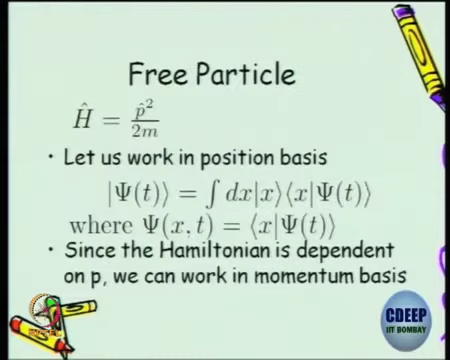 Free Particle
Ĥ = p̂²/2m
• Let us work in position basis
|Ψ(t)⟩ = ∫ dx|x⟩⟨x|Ψ(t)⟩
where Ψ(x, t) = ⟨x|Ψ(t)⟩
• Since the Hamiltonian is dependent
on p, we can work in momentum basis
CDEEP
IIT BOMBAY